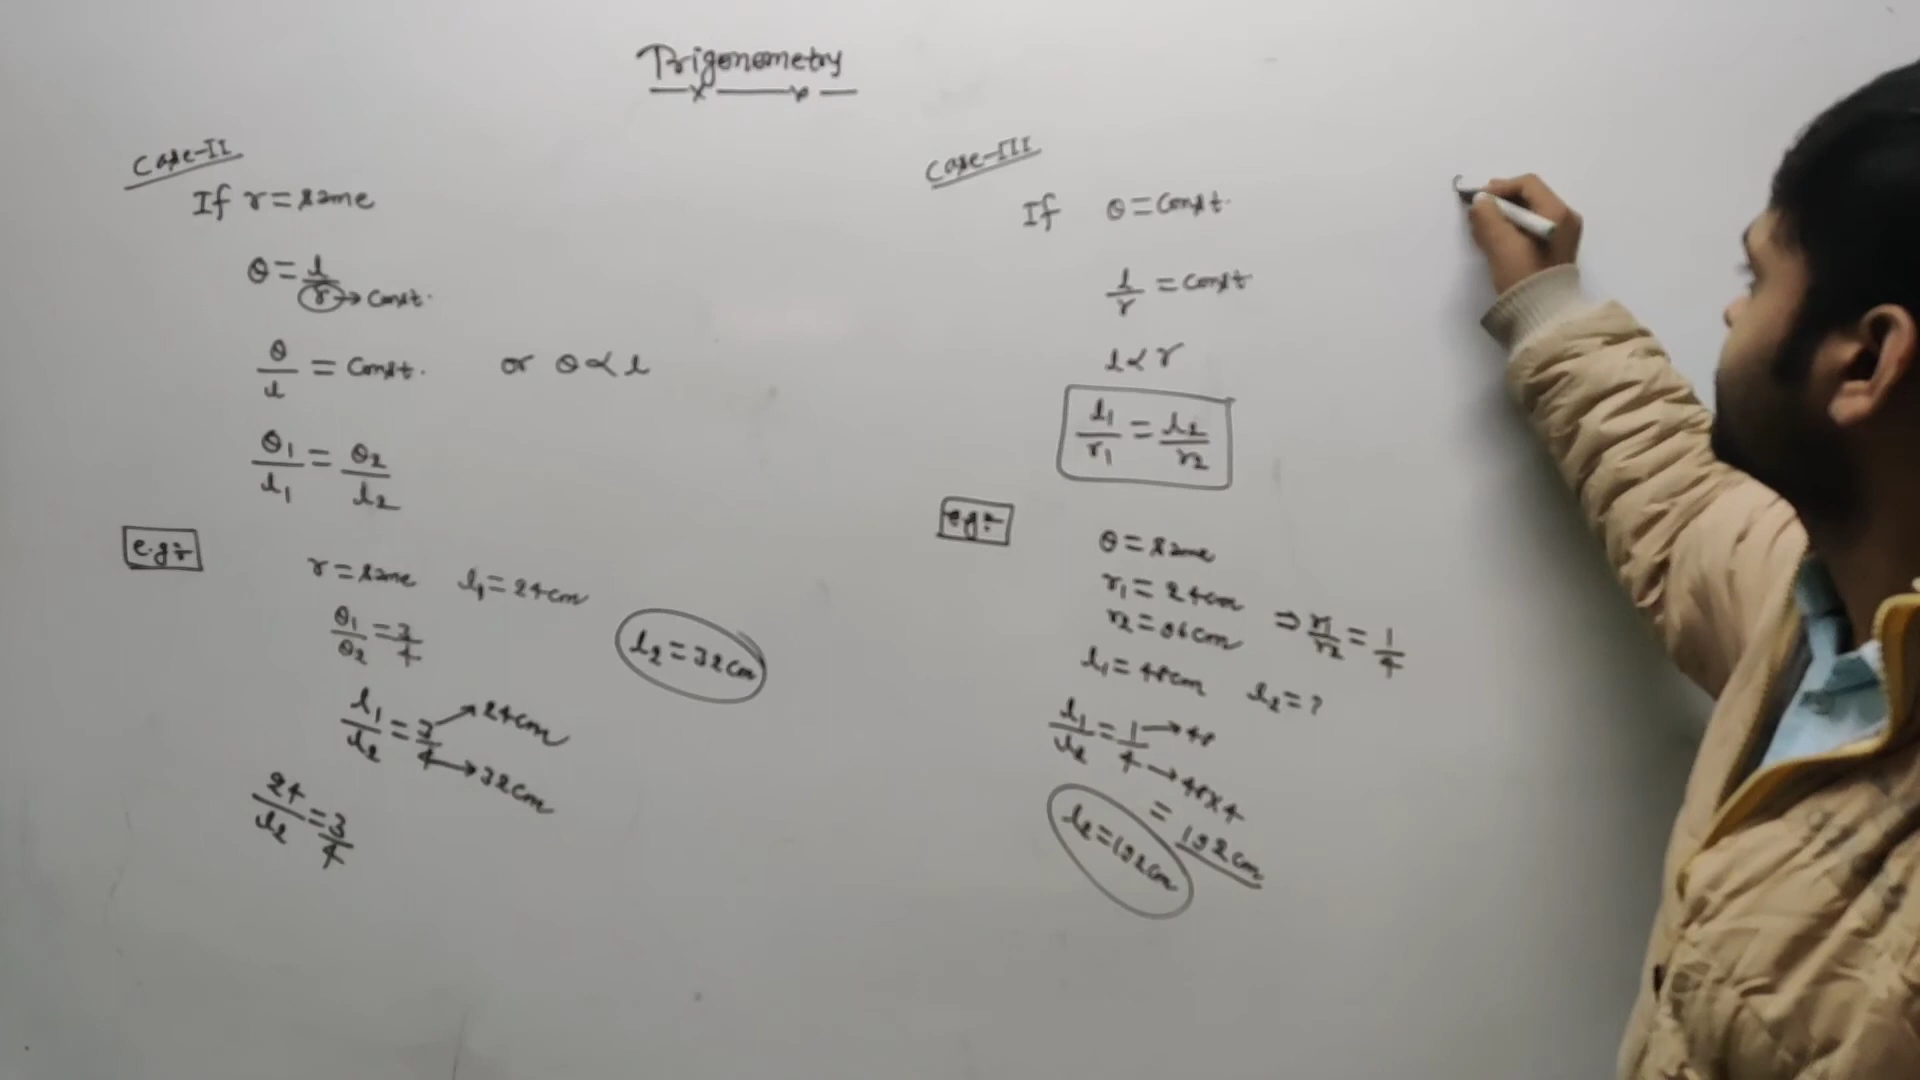 Trigonometry
Case-II
If r = same
θ = l/r → Const.
θ/l = Const. or θ ∝ l
θ1/l1 = θ2/l2
e.g:-
r = same l1 = 24cm
θ1/θ2 = 3/4
l2 = 32cm
l1/l2 = 3/4 → 24cm → 32cm
24/l2 = 3/4
Case-III
If θ = Const.
l/r = Const
l ∝ r
l1/r1 = l2/r2
e.g:-
θ = same
r1 = 24cm ⇒ r1/r2 = 1/4
r2 = 96cm
l1 = 48cm l2 = ?
l1/l2 = 1/4 → 48 → 48×4
= 192cm
l2 = 192cm